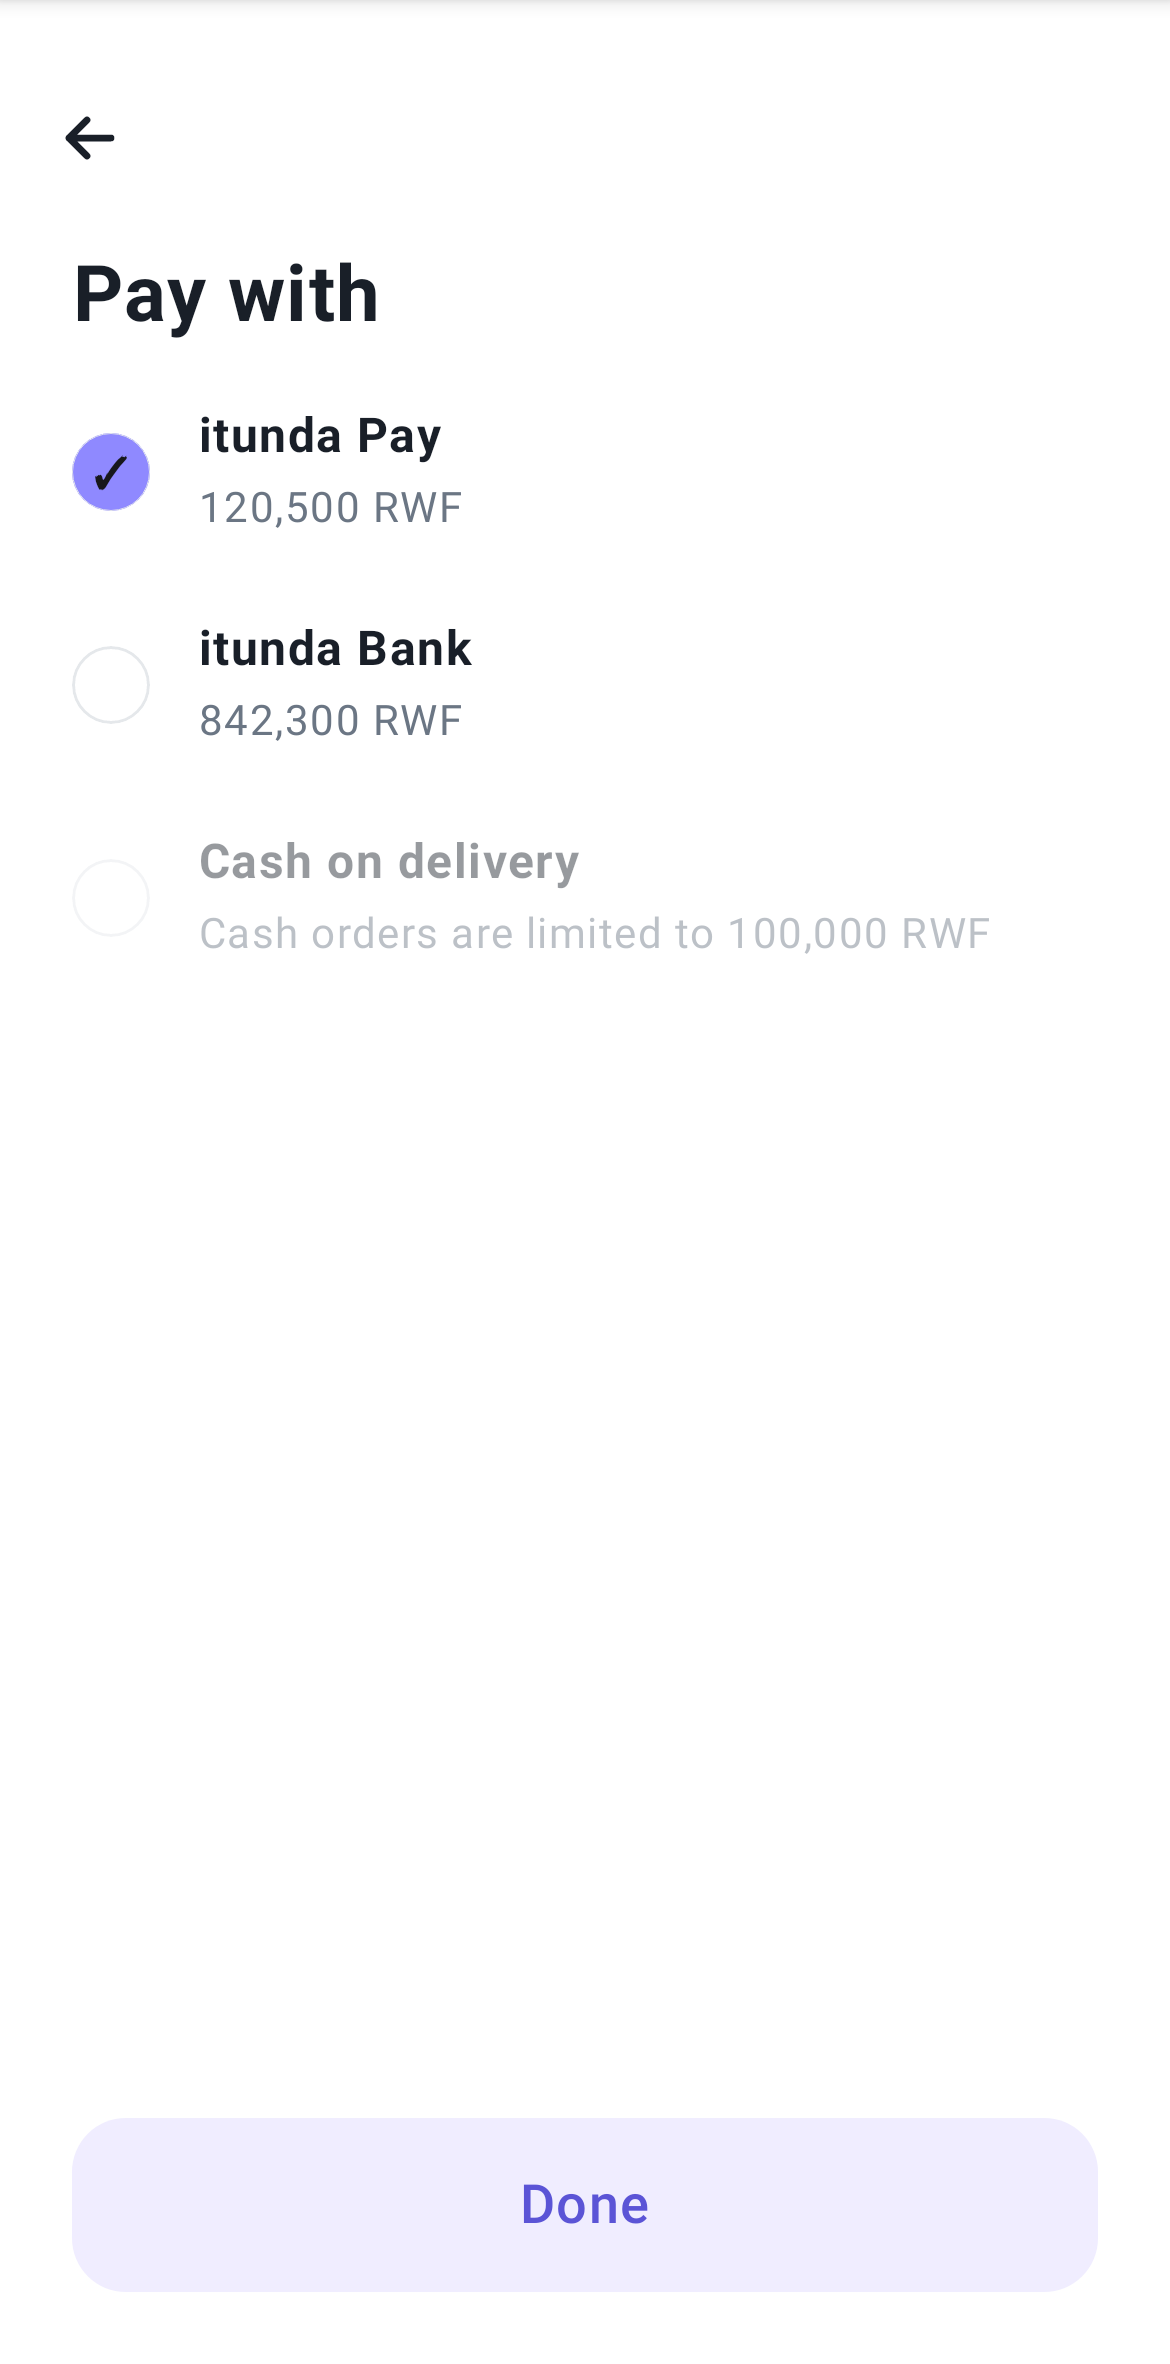 Pay with
itunda Pay
120,500 RWF
itunda Bank
842,300 RWF
Cash on delivery
Cash orders are limited to 100,000 RWF
Done